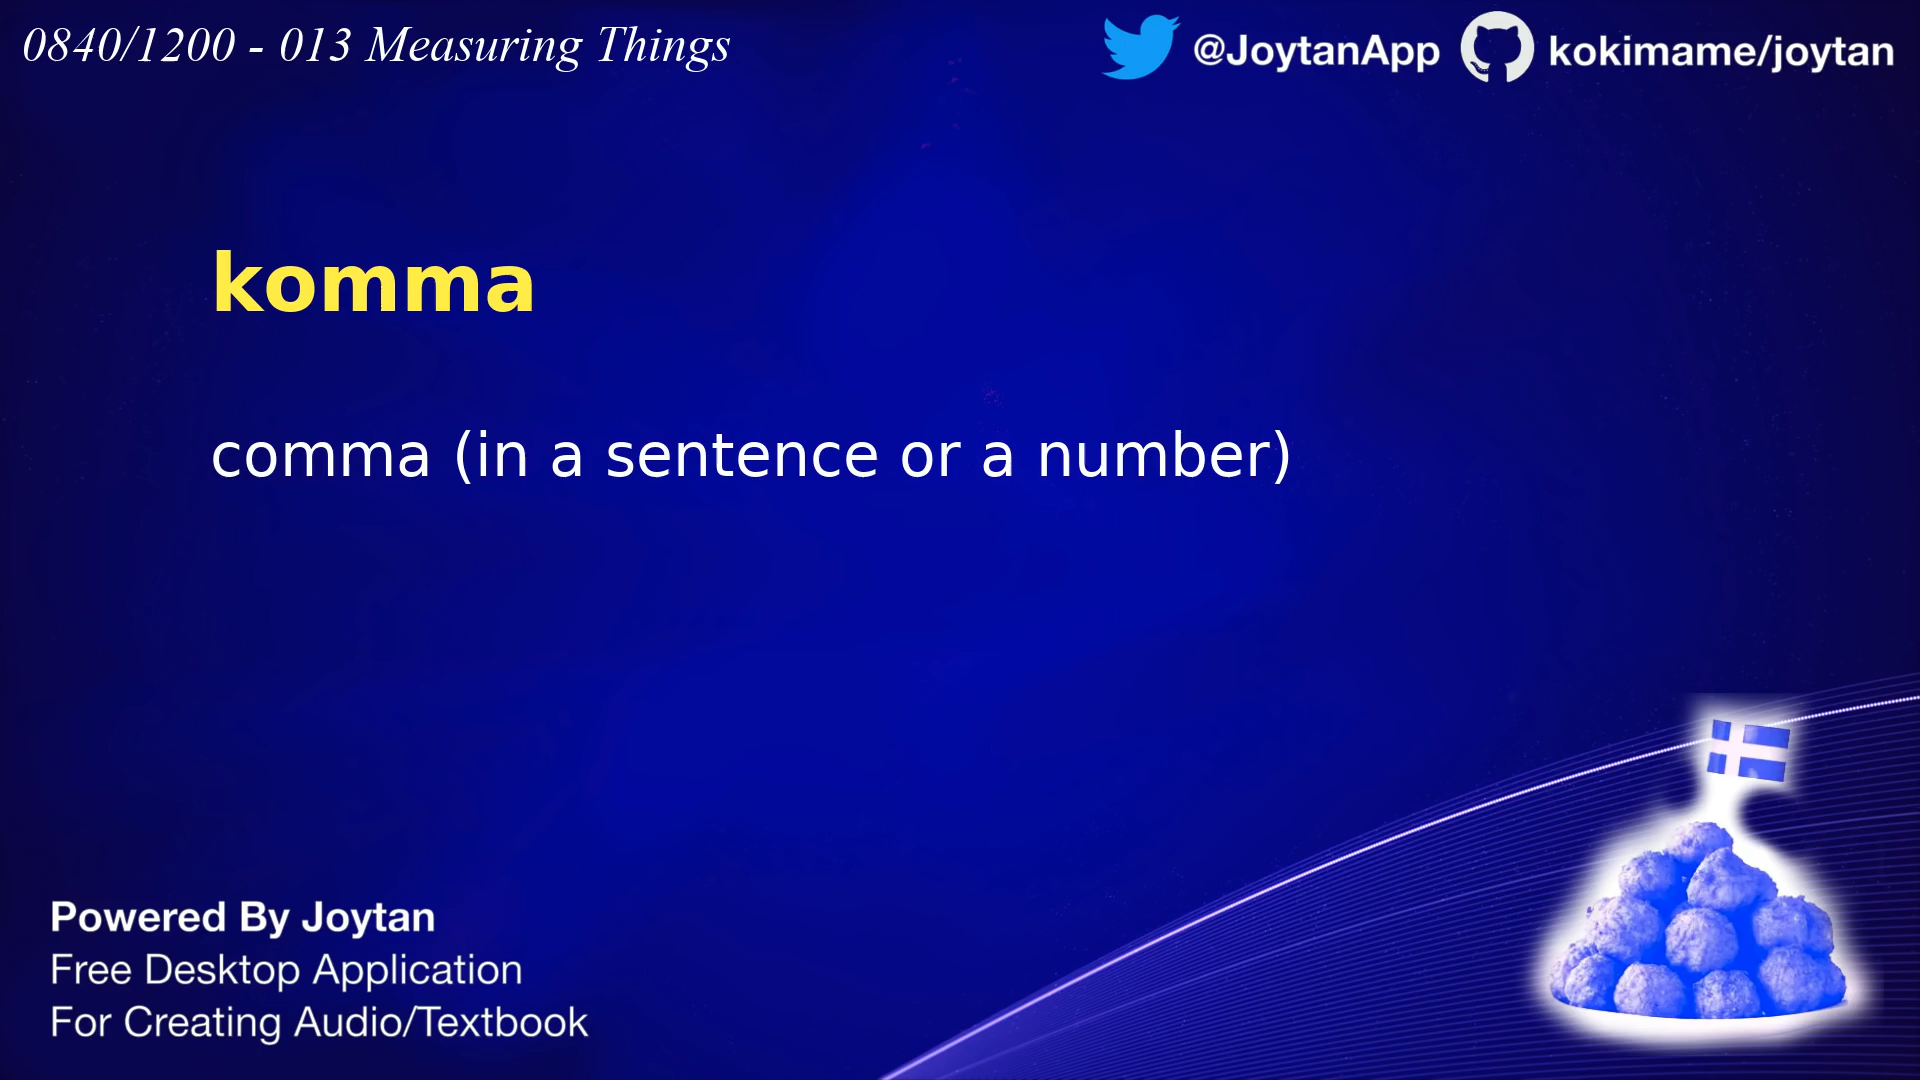 0840/1200 - 013 Measuring Things
@JoytanApp
kokimame/joytan
komma
comma (in a sentence or a number)
Powered By Joytan
Free Desktop Application
For Creating Audio/Textbook